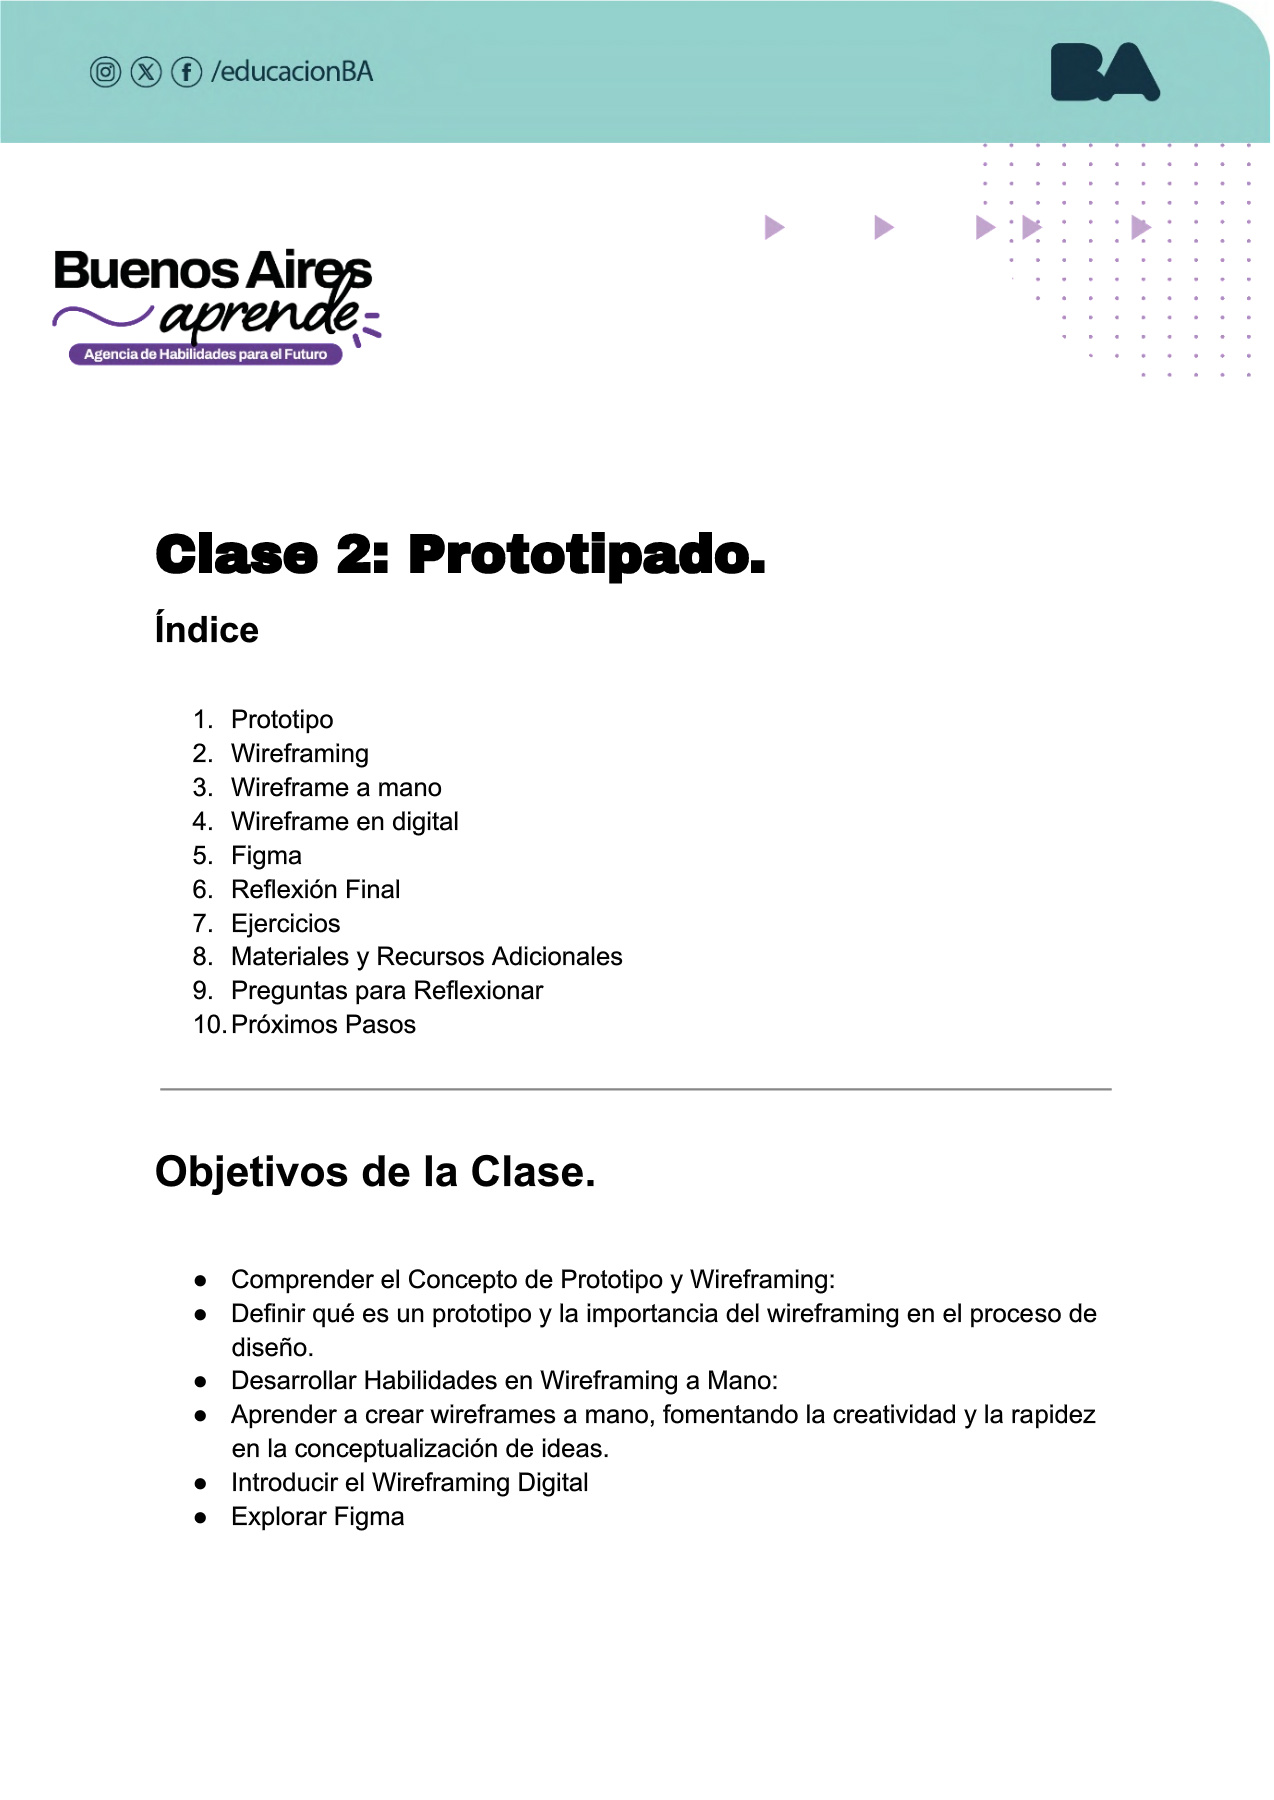 /educacionBA
BA
Buenos Aires
aprende
Agencia de Habilidades para el Futuro
Clase 2: Prototipado.
Índice
1. Prototipo
2. Wireframing
3. Wireframe a mano
4. Wireframe en digital
5. Figma
6. Reflexión Final
7. Ejercicios
8. Materiales y Recursos Adicionales
9. Preguntas para Reflexionar
10. Próximos Pasos
Objetivos de la Clase.
● Comprender el Concepto de Prototipo y Wireframing:
● Definir qué es un prototipo y la importancia del wireframing en el proceso de
diseño.
● Desarrollar Habilidades en Wireframing a Mano:
● Aprender a crear wireframes a mano, fomentando la creatividad y la rapidez
en la conceptualización de ideas.
● Introducir el Wireframing Digital
● Explorar Figma